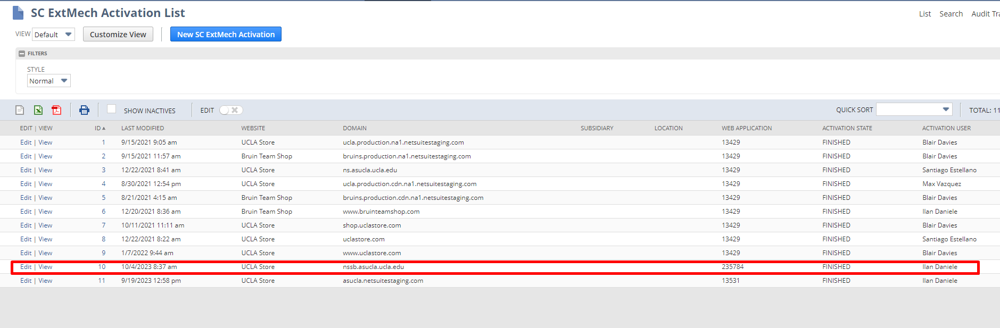 SC ExtMech Activation List
List Search Audit Tra
VIEW Default Customize View New SC ExtMech Activation
FILTERS
STYLE
Normal
SHOW INACTIVES EDIT QUICK SORT TOTAL: 11
EDIT | VIEW ID LAST MODIFIED WEBSITE DOMAIN SUBSIDIARY LOCATION WEB APPLICATION ACTIVATION STATE ACTIVATION USER
Edit | View 1 9/15/2021 9:05 am UCLA Store ucla.production.na1.netsuitestaging.com 13429 FINISHED Blair Davies
Edit | View 2 9/15/2021 11:57 am Bruin Team Shop bruins.production.na1.netsuitestaging.com 13429 FINISHED Blair Davies
Edit | View 3 12/22/2021 8:41 am UCLA Store ns.asucla.ucla.edu 13429 FINISHED Santiago Estellano
Edit | View 4 8/30/2021 12:54 pm UCLA Store ucla.production.cdn.na1.netsuitestaging.com 13429 FINISHED Max Vazquez
Edit | View 5 8/21/2021 4:15 am Bruin Team Shop bruins.production.cdn.na1.netsuitestaging.com 13429 FINISHED Blair Davies
Edit | View 6 12/20/2021 8:36 am Bruin Team Shop www.bruinteamshop.com 13429 FINISHED Ilan Daniele
Edit | View 7 10/11/2021 11:11 am UCLA Store shop.uclastore.com 13429 FINISHED Blair Davies
Edit | View 8 12/22/2021 8:22 am UCLA Store uclastore.com 13429 FINISHED Santiago Estellano
Edit | View 9 1/7/2022 9:44 am UCLA Store www.uclastore.com 13429 FINISHED Blair Davies
Edit | View 10 10/4/2023 8:37 am UCLA Store nssb.asucla.ucla.edu 235784 FINISHED Ilan Daniele
Edit | View 11 9/19/2023 12:58 pm UCLA Store asucla.netsuitestaging.com 13531 FINISHED Ilan Daniele